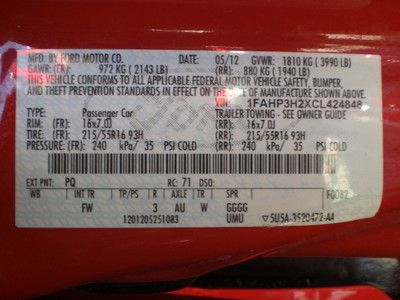 MFD. BY FORD MOTOR CO. 05/12 GVWR: 1810 KG ( 3990 LB)
GAWR: (FR): 972 KG ( 2143 LB) (RR): 880 KG ( 1940 LB)
THIS VEHICLE CONFORMS TO ALL APPLICABLE FEDERAL MOTOR VEHICLE SAFETY, BUMPER,
AND THEFT PREVENTION STANDARDS IN EFFECT ON THE DATE OF MANUFACTURE SHOWN ABOVE.
VIN: 1FAHP3H2XCL424848
TYPE: Passenger Car TRAILER TOWING - SEE OWNER GUIDE
RIM: (FR): 16x7.0J (RR): 16x7.0J
TIRE: (FR): 215/55R16 93H (RR): 215/55R16 93H
PRESSURE: (FR): 240 kPa/ 35 PSI COLD (RR): 240 kPa/ 35 PSI COLD
EXT PNT: PQ RC: 71 DSO:
WB INT TR TP/PS R AXLE TR SPR
FW 3 AU W GGGG
1201205251083 UMU 5U5A-3520472-AA